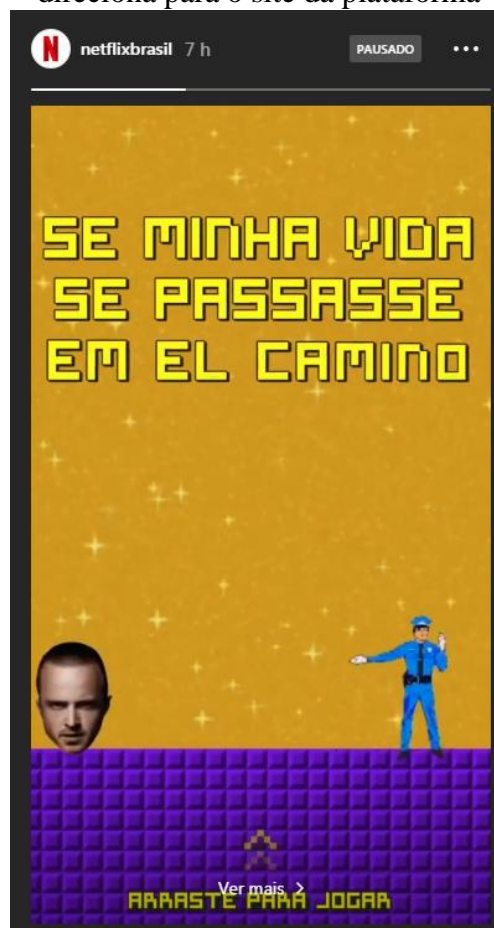 direciona para o site da plataforma
N netflixbrasil 7 h PAUSADO
SE MINHA VIDA
SE PASSASSE
EM EL CAMINO
Ver mais >
ARRASTE PARA JOGAR